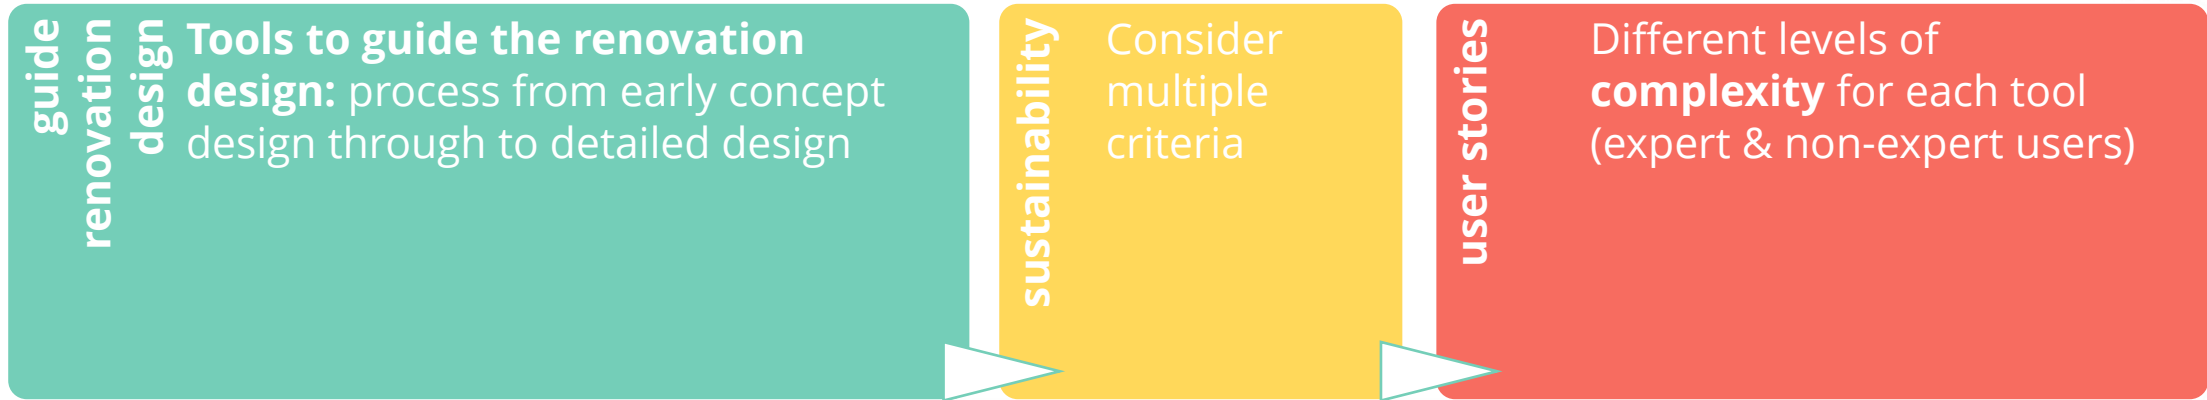 guide
renovation
design
Tools to guide the renovation
design: process from early concept
design through to detailed design
sustainability
Consider
multiple
criteria
user stories
Different levels of
complexity for each tool
(expert & non-expert users)